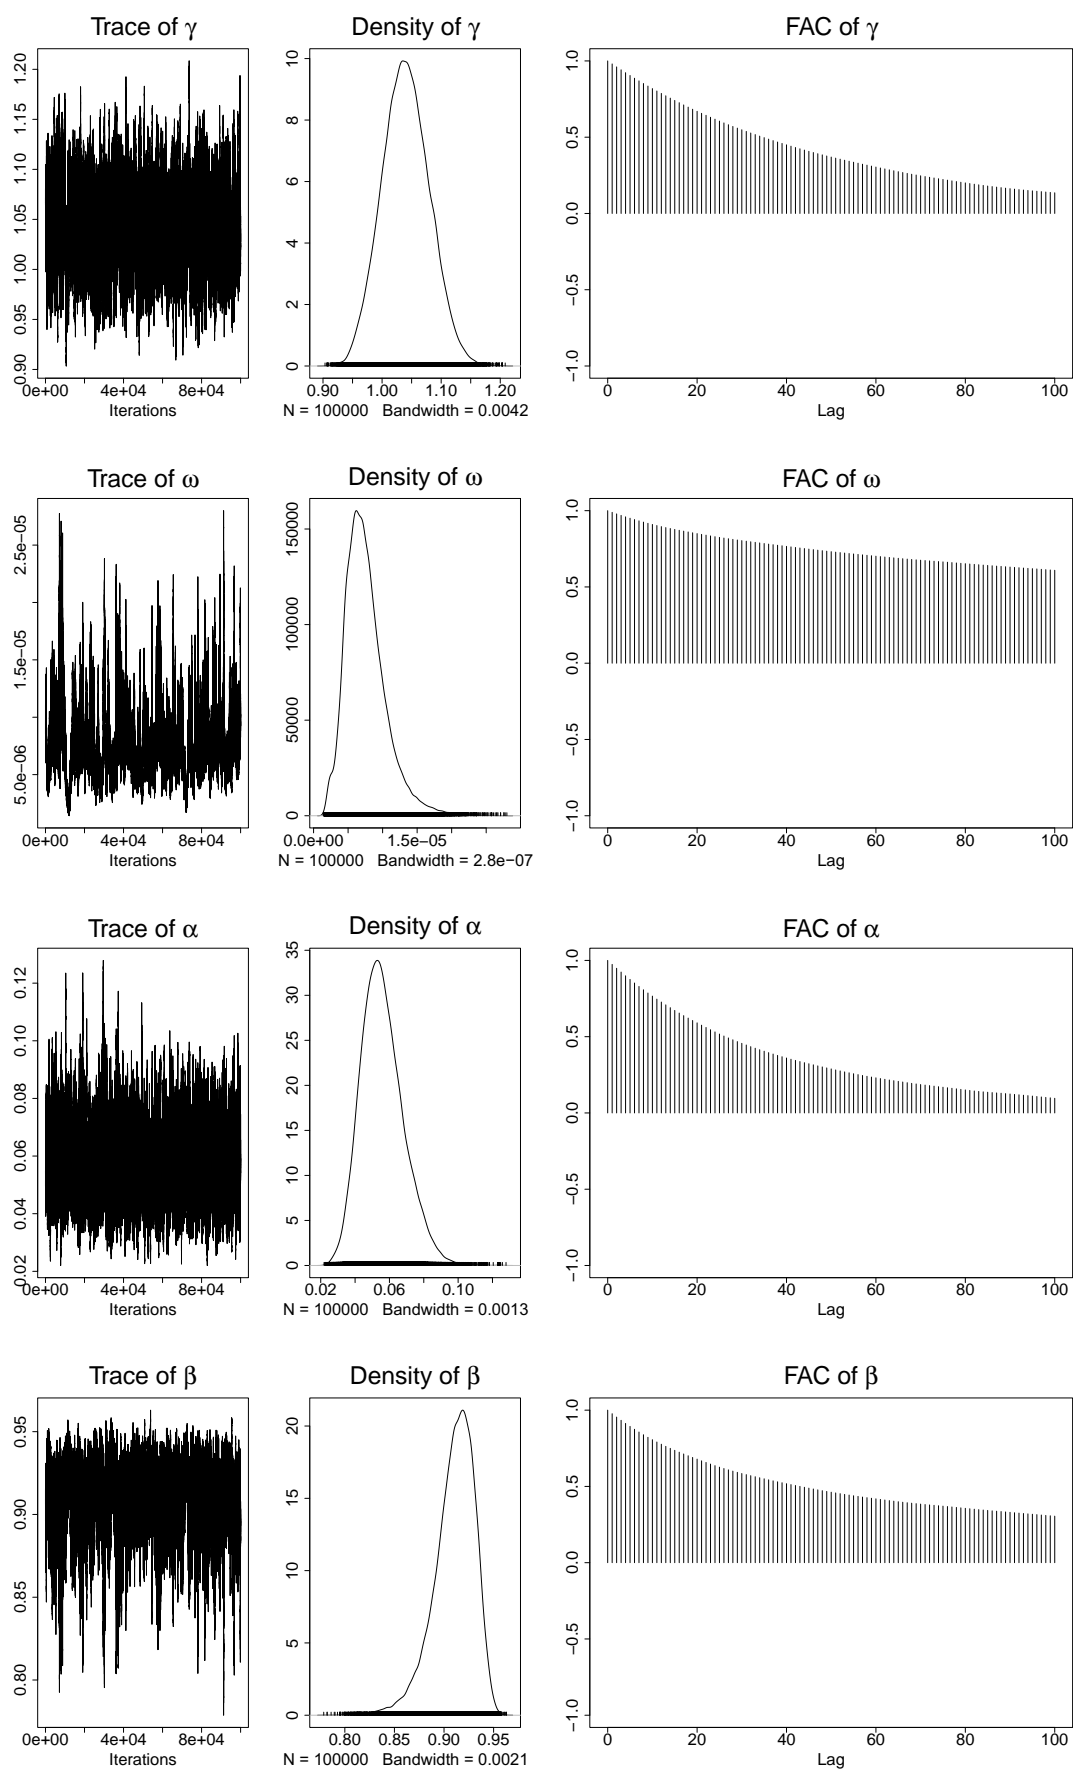 Trace of γ
Density of γ
FAC of γ
0.90 0.95 1.00 1.05 1.10 1.15 1.20
0 2 4 6 8 10
−1.0 −0.5 0.0 0.5 1.0
0e+00 4e+04 8e+04
0.90 1.00 1.10 1.20
0 20 40 60 80 100
Iterations
N = 100000 Bandwidth = 0.0042
Lag
Trace of ω
Density of ω
FAC of ω
5.0e−06 1.5e−05 2.5e−05
0 50000 100000 150000
−1.0 −0.5 0.0 0.5 1.0
0e+00 4e+04 8e+04
0.0e+00 1.5e−05
0 20 40 60 80 100
Iterations
N = 100000 Bandwidth = 2.8e−07
Lag
Trace of α
Density of α
FAC of α
0.02 0.04 0.06 0.08 0.10 0.12
0 5 10 15 20 25 30 35
−1.0 −0.5 0.0 0.5 1.0
0e+00 4e+04 8e+04
0.02 0.06 0.10
0 20 40 60 80 100
Iterations
N = 100000 Bandwidth = 0.0013
Lag
Trace of β
Density of β
FAC of β
0.80 0.85 0.90 0.95
0 5 10 15 20
−1.0 −0.5 0.0 0.5 1.0
0e+00 4e+04 8e+04
0.80 0.85 0.90 0.95
0 20 40 60 80 100
Iterations
N = 100000 Bandwidth = 0.0021
Lag